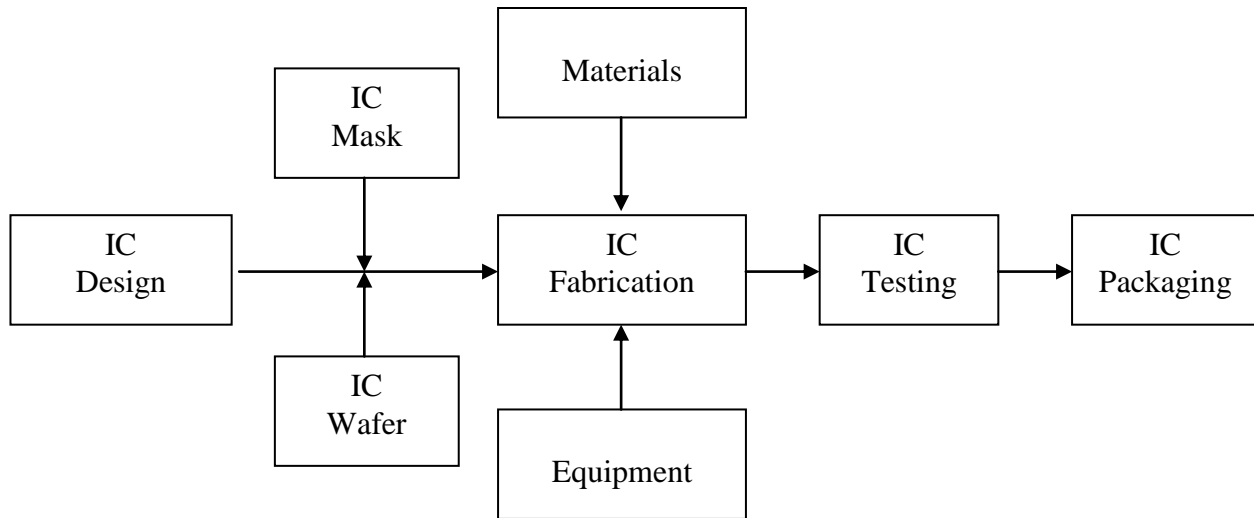 Materials
IC
Mask
IC
Design
IC
Fabrication
IC
Testing
IC
Packaging
IC
Wafer
Equipment